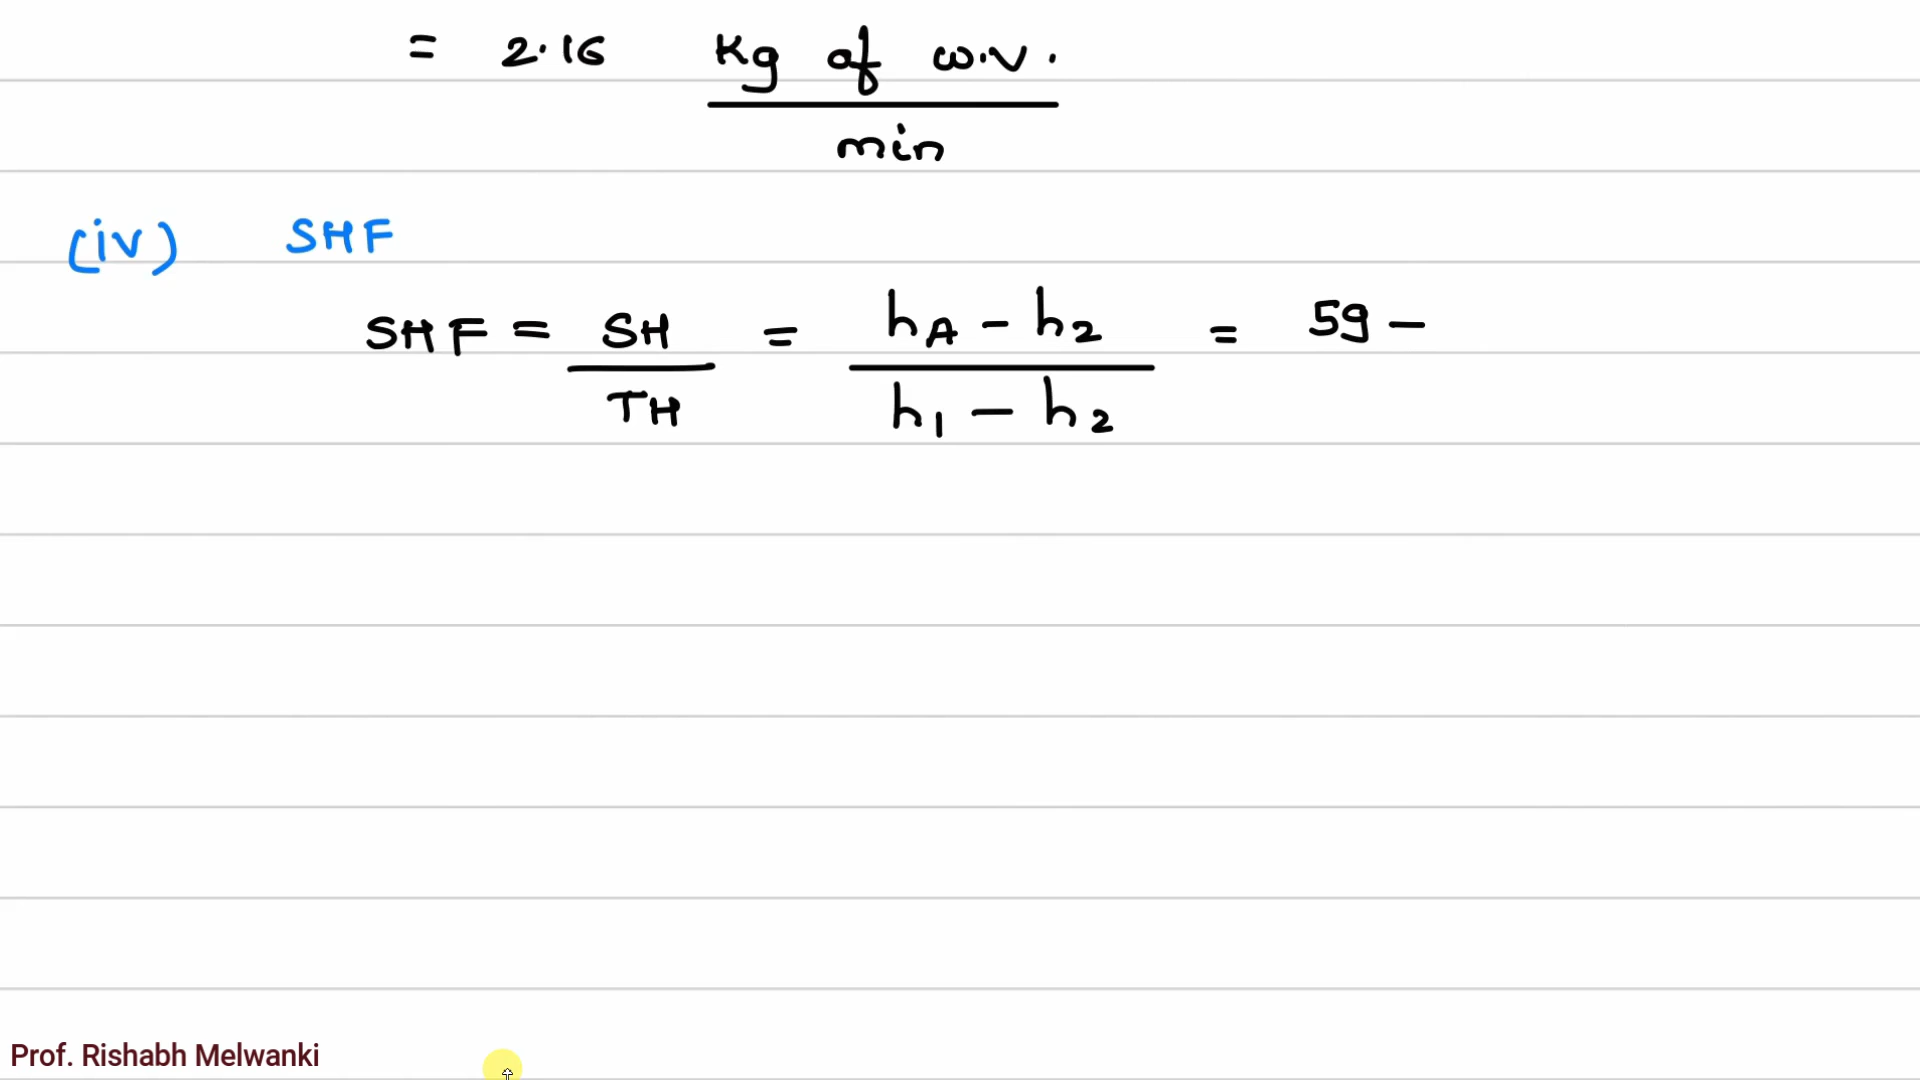 = 2.16 Kg of w.v. / min
(iv) SHF
SHF = SH / TH = hA - h2 / h1 - h2 = 59 -
Prof. Rishabh Melwanki